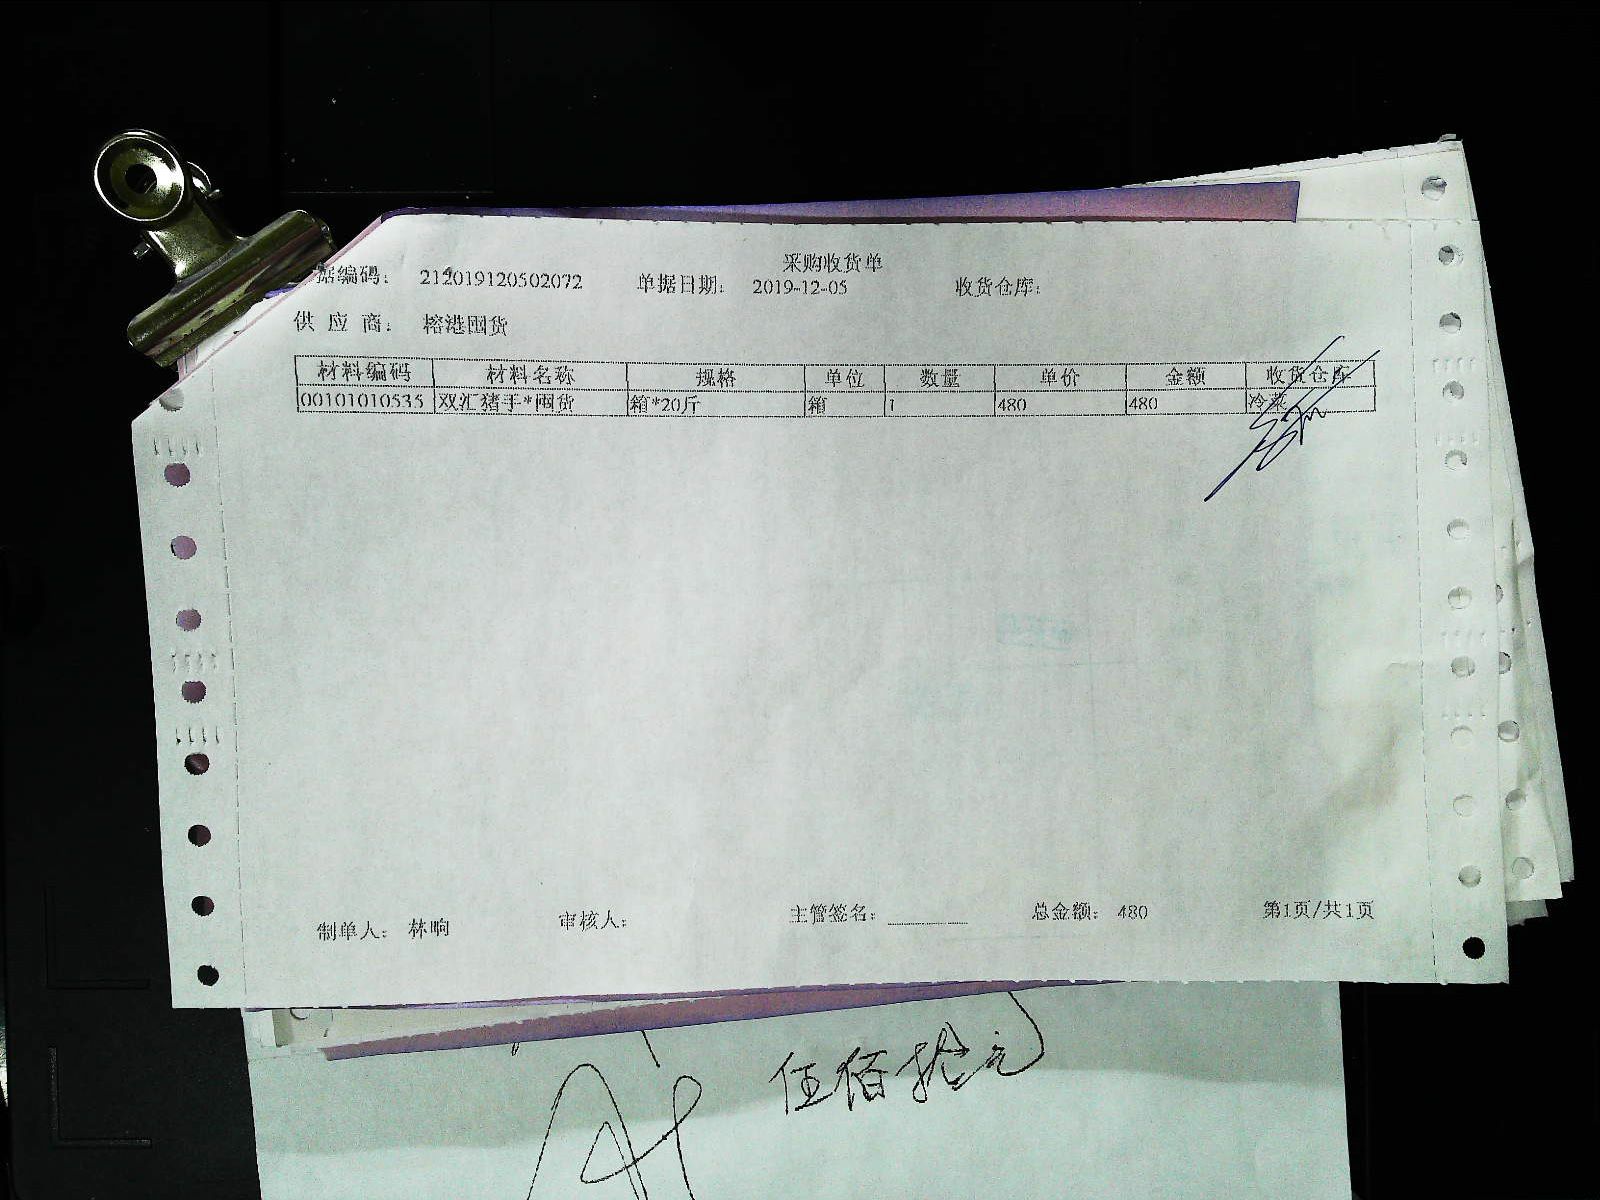 采购收货单
据编码： 212019120502072 单据日期： 2019-12-05 收货仓库：
供应商： 榕港囤货
材料编码 材料名称 规格 单位 数量 单价 金额 收货仓库
00101010535 双汇猪手*囤货 箱*20斤 箱 1 480 480 冷菜
制单人： 林响 审核人： 主管签名： 总金额： 480 第1页/共1页
伍佰拾元